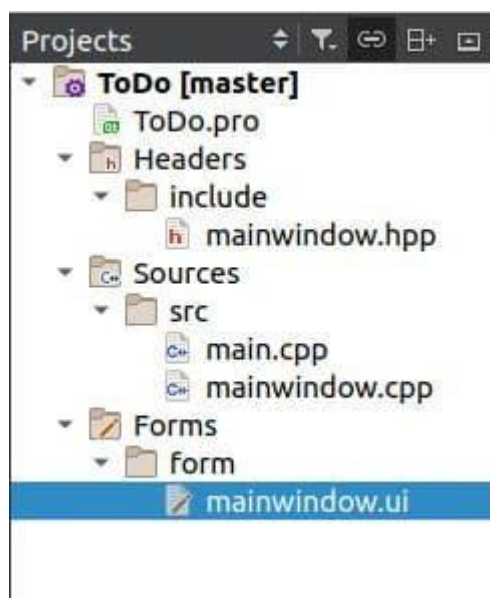 Projects
ToDo [master]
ToDo.pro
Headers
include
h mainwindow.hpp
Sources
src
C++ main.cpp
C++ mainwindow.cpp
Forms
form
mainwindow.ui